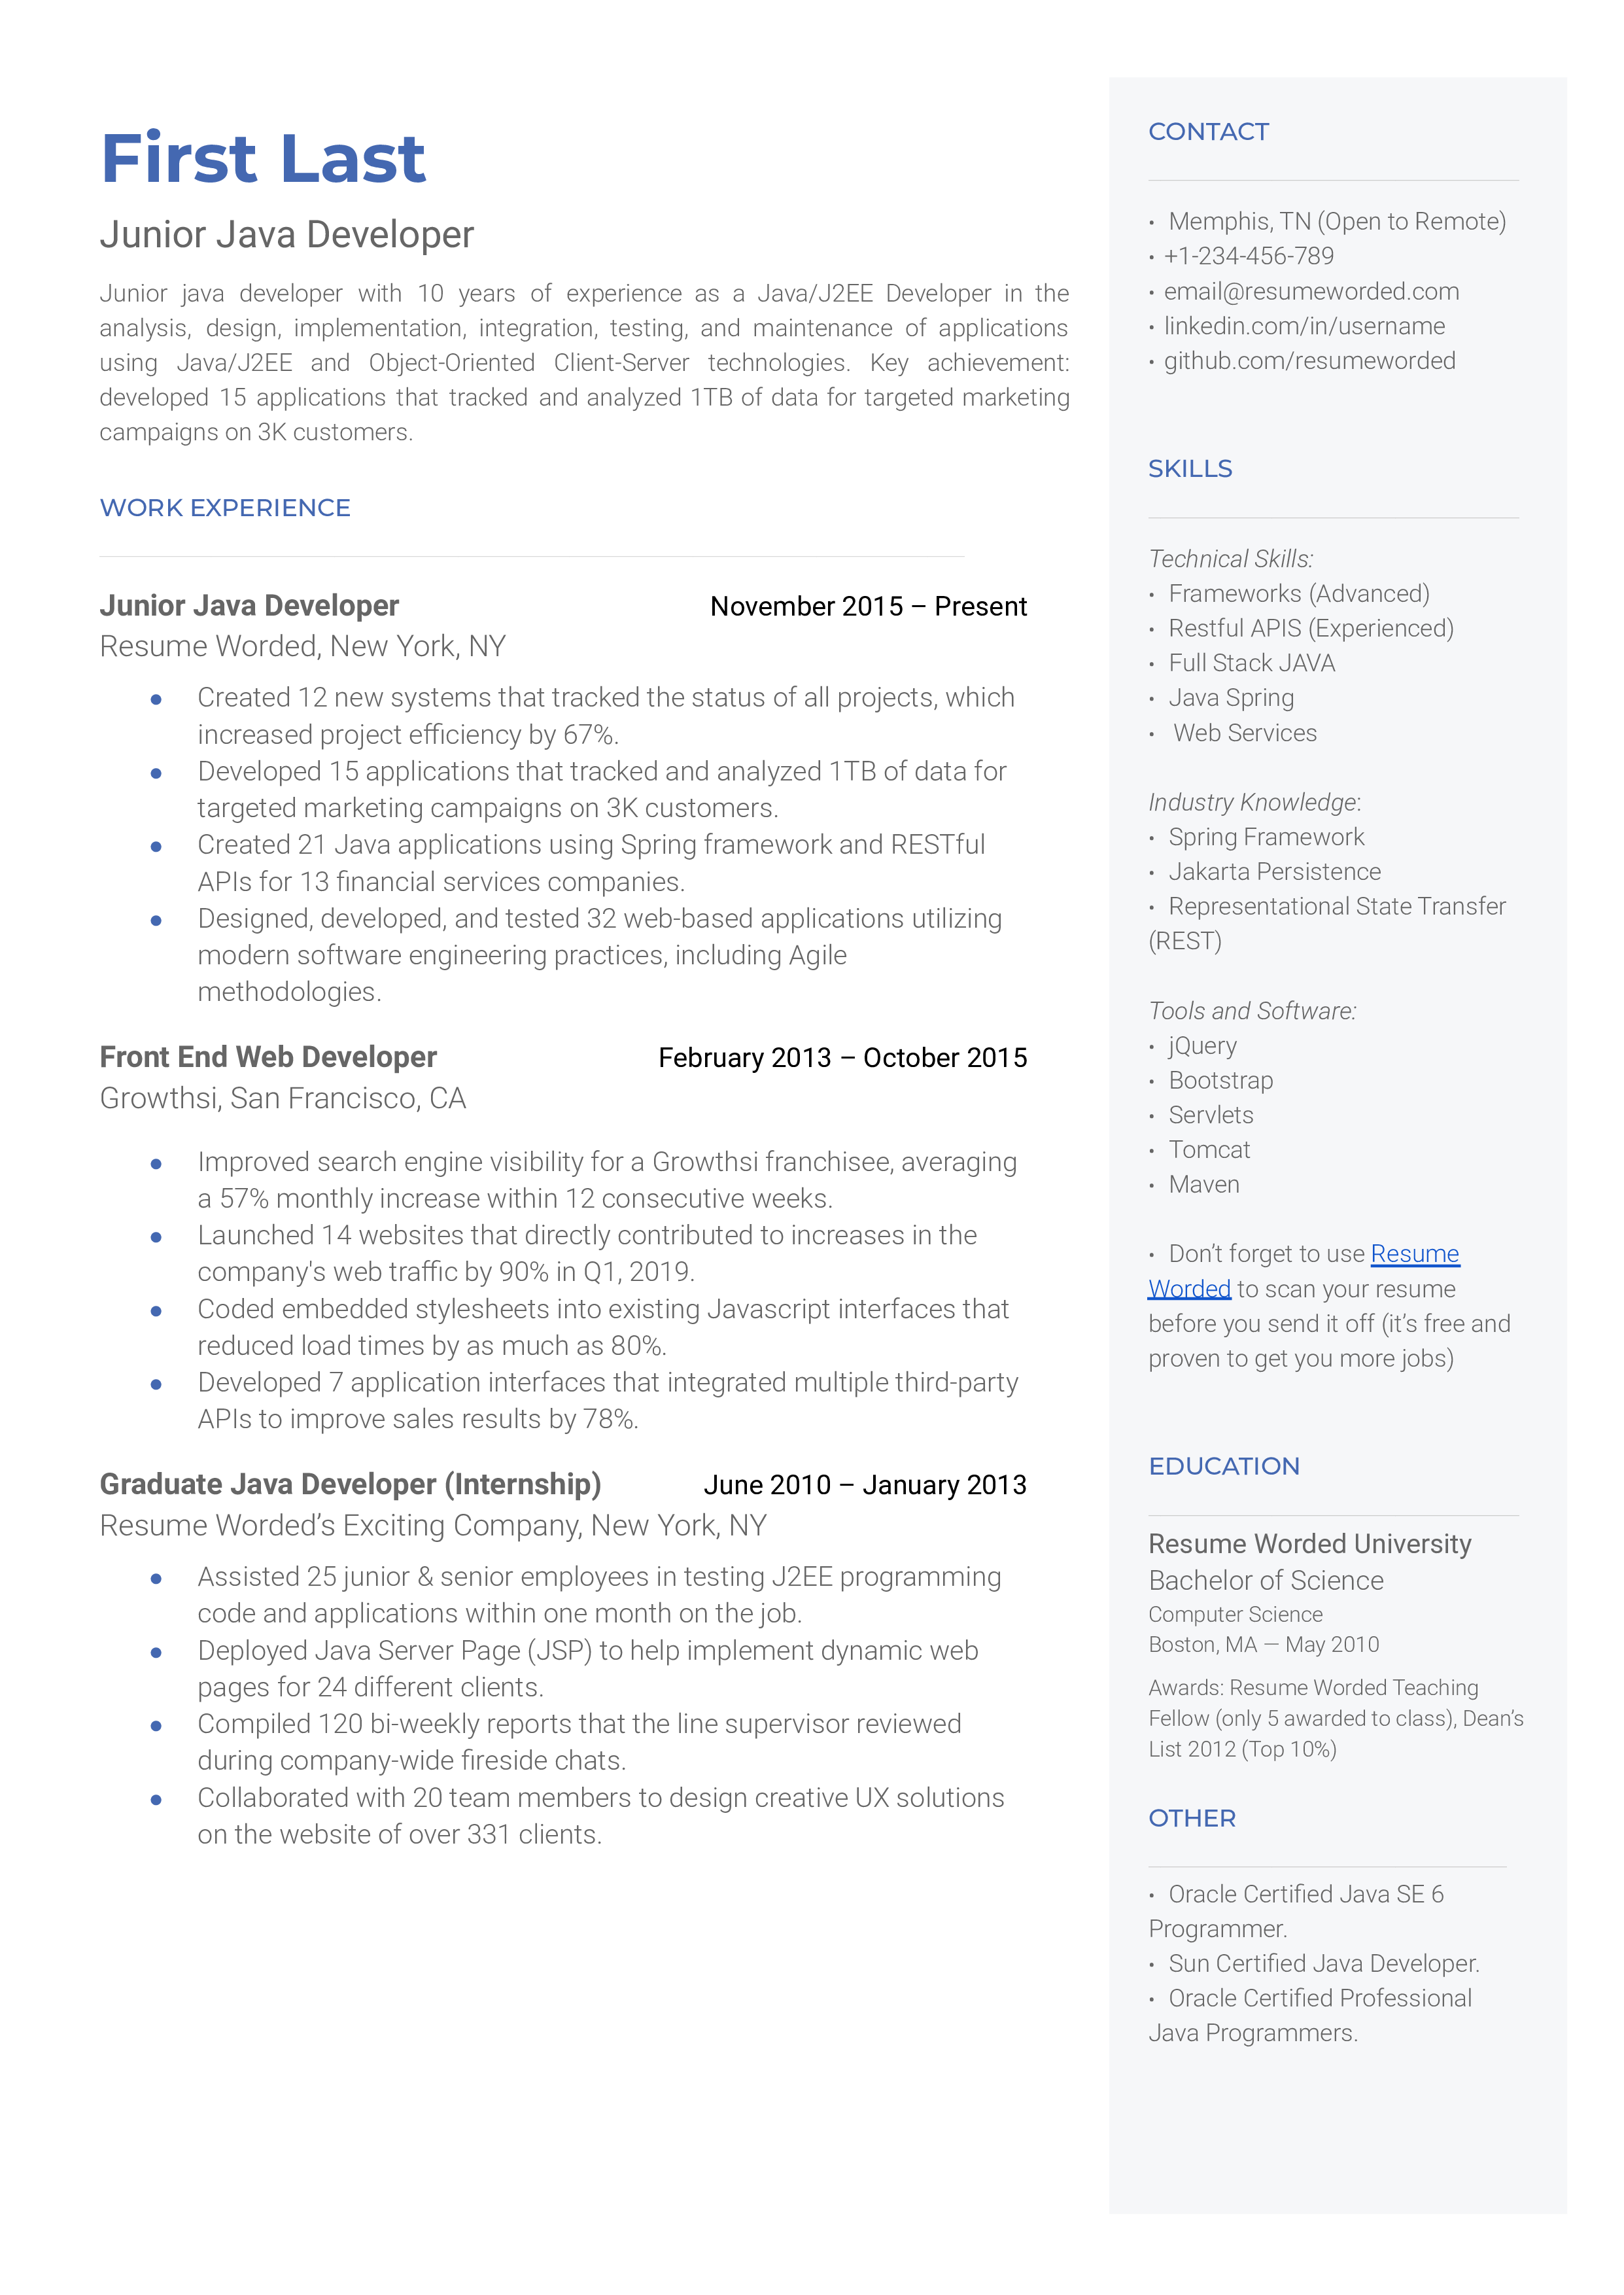 First Last
Junior Java Developer
Junior java developer with 10 years of experience as a Java/J2EE Developer in the
analysis, design, implementation, integration, testing, and maintenance of applications
using Java/J2EE and Object-Oriented Client-Server technologies. Key achievement:
developed 15 applications that tracked and analyzed 1TB of data for targeted marketing
campaigns on 3K customers.
WORK EXPERIENCE
Junior Java Developer November 2015 – Present
Resume Worded, New York, NY
● Created 12 new systems that tracked the status of all projects, which
increased project efficiency by 67%.
● Developed 15 applications that tracked and analyzed 1TB of data for
targeted marketing campaigns on 3K customers.
● Created 21 Java applications using Spring framework and RESTful
APIs for 13 financial services companies.
● Designed, developed, and tested 32 web-based applications utilizing
modern software engineering practices, including Agile
methodologies.
Front End Web Developer February 2013 – October 2015
Growthsi, San Francisco, CA
● Improved search engine visibility for a Growthsi franchisee, averaging
a 57% monthly increase within 12 consecutive weeks.
● Launched 14 websites that directly contributed to increases in the
company's web traffic by 90% in Q1, 2019.
● Coded embedded stylesheets into existing Javascript interfaces that
reduced load times by as much as 80%.
● Developed 7 application interfaces that integrated multiple third-party
APIs to improve sales results by 78%.
Graduate Java Developer (Internship) June 2010 – January 2013
Resume Worded’s Exciting Company, New York, NY
● Assisted 25 junior & senior employees in testing J2EE programming
code and applications within one month on the job.
● Deployed Java Server Page (JSP) to help implement dynamic web
pages for 24 different clients.
● Compiled 120 bi-weekly reports that the line supervisor reviewed
during company-wide fireside chats.
● Collaborated with 20 team members to design creative UX solutions
on the website of over 331 clients.
CONTACT
• Memphis, TN (Open to Remote)
• +1-234-456-789
• email@resumeworded.com
• linkedin.com/in/username
• github.com/resumeworded
SKILLS
Technical Skills:
• Frameworks (Advanced)
• Restful APIS (Experienced)
• Full Stack JAVA
• Java Spring
• Web Services
Industry Knowledge:
• Spring Framework
• Jakarta Persistence
• Representational State Transfer
(REST)
Tools and Software:
• jQuery
• Bootstrap
• Servlets
• Tomcat
• Maven
• Don’t forget to use Resume
Worded to scan your resume
before you send it off (it’s free and
proven to get you more jobs)
EDUCATION
Resume Worded University
Bachelor of Science
Computer Science
Boston, MA — May 2010
Awards: Resume Worded Teaching
Fellow (only 5 awarded to class), Dean’s
List 2012 (Top 10%)
OTHER
• Oracle Certified Java SE 6
Programmer.
• Sun Certified Java Developer.
• Oracle Certified Professional
Java Programmers.